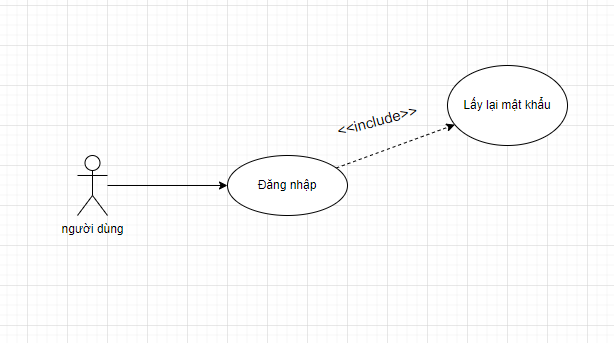 Lấy lại mật khẩu
<<include>>
Đăng nhập
người dùng